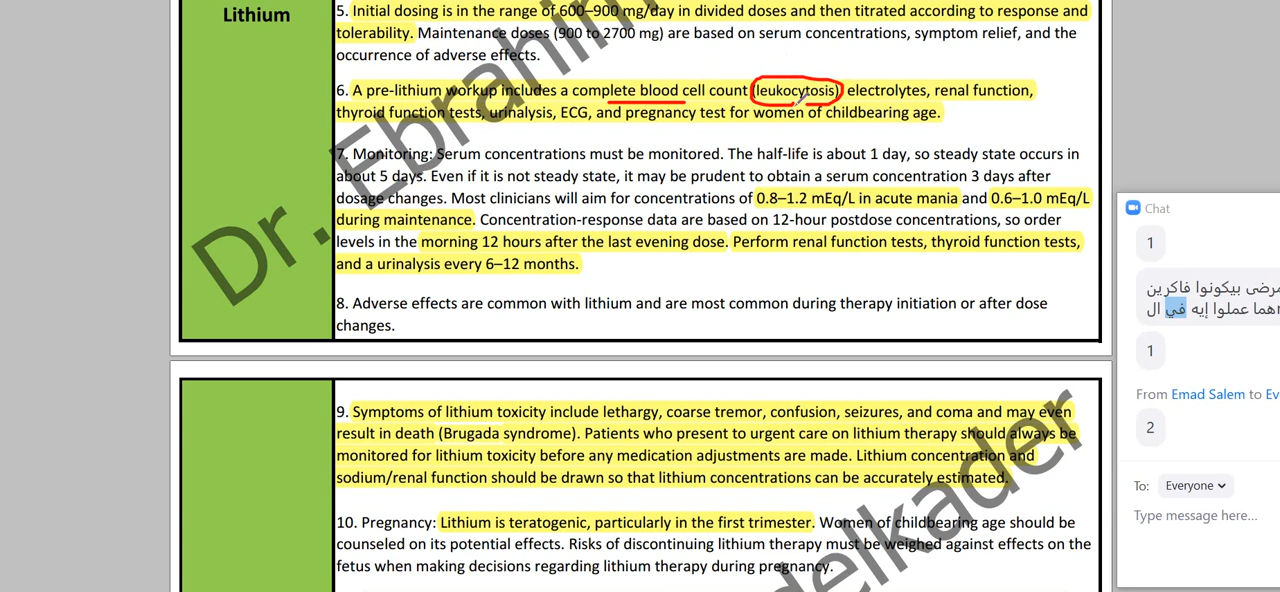 Lithium
5. Initial dosing is in the range of 600–900 mg/day in divided doses and then titrated according to response and
tolerability. Maintenance doses (900 to 2700 mg) are based on serum concentrations, symptom relief, and the
occurrence of adverse effects.
6. A pre-lithium workup includes a complete blood cell count (leukocytosis) electrolytes, renal function,
thyroid function tests, urinalysis, ECG, and pregnancy test for women of childbearing age.
7. Monitoring: Serum concentrations must be monitored. The half-life is about 1 day, so steady state occurs in
about 5 days. Even if it is not steady state, it may be prudent to obtain a serum concentration 3 days after
dosage changes. Most clinicians will aim for concentrations of 0.8–1.2 mEq/L in acute mania and 0.6–1.0 mEq/L
during maintenance. Concentration-response data are based on 12-hour postdose concentrations, so order
levels in the morning 12 hours after the last evening dose. Perform renal function tests, thyroid function tests,
and a urinalysis every 6–12 months.
8. Adverse effects are common with lithium and are most common during therapy initiation or after dose
changes.
9. Symptoms of lithium toxicity include lethargy, coarse tremor, confusion, seizures, and coma and may even
result in death (Brugada syndrome). Patients who present to urgent care on lithium therapy should always be
monitored for lithium toxicity before any medication adjustments are made. Lithium concentration and
sodium/renal function should be drawn so that lithium concentrations can be accurately estimated.
10. Pregnancy: Lithium is teratogenic, particularly in the first trimester. Women of childbearing age should be
counseled on its potential effects. Risks of discontinuing lithium therapy must be weighed against effects on the
fetus when making decisions regarding lithium therapy during pregnancy.
Dr. Ebrahim
delkader
Chat
1
مرضى بيكونوا فاكرين
هما عملوا إيه في ال
1
From Emad Salem to Ev
2
To: Everyone
Type message here...